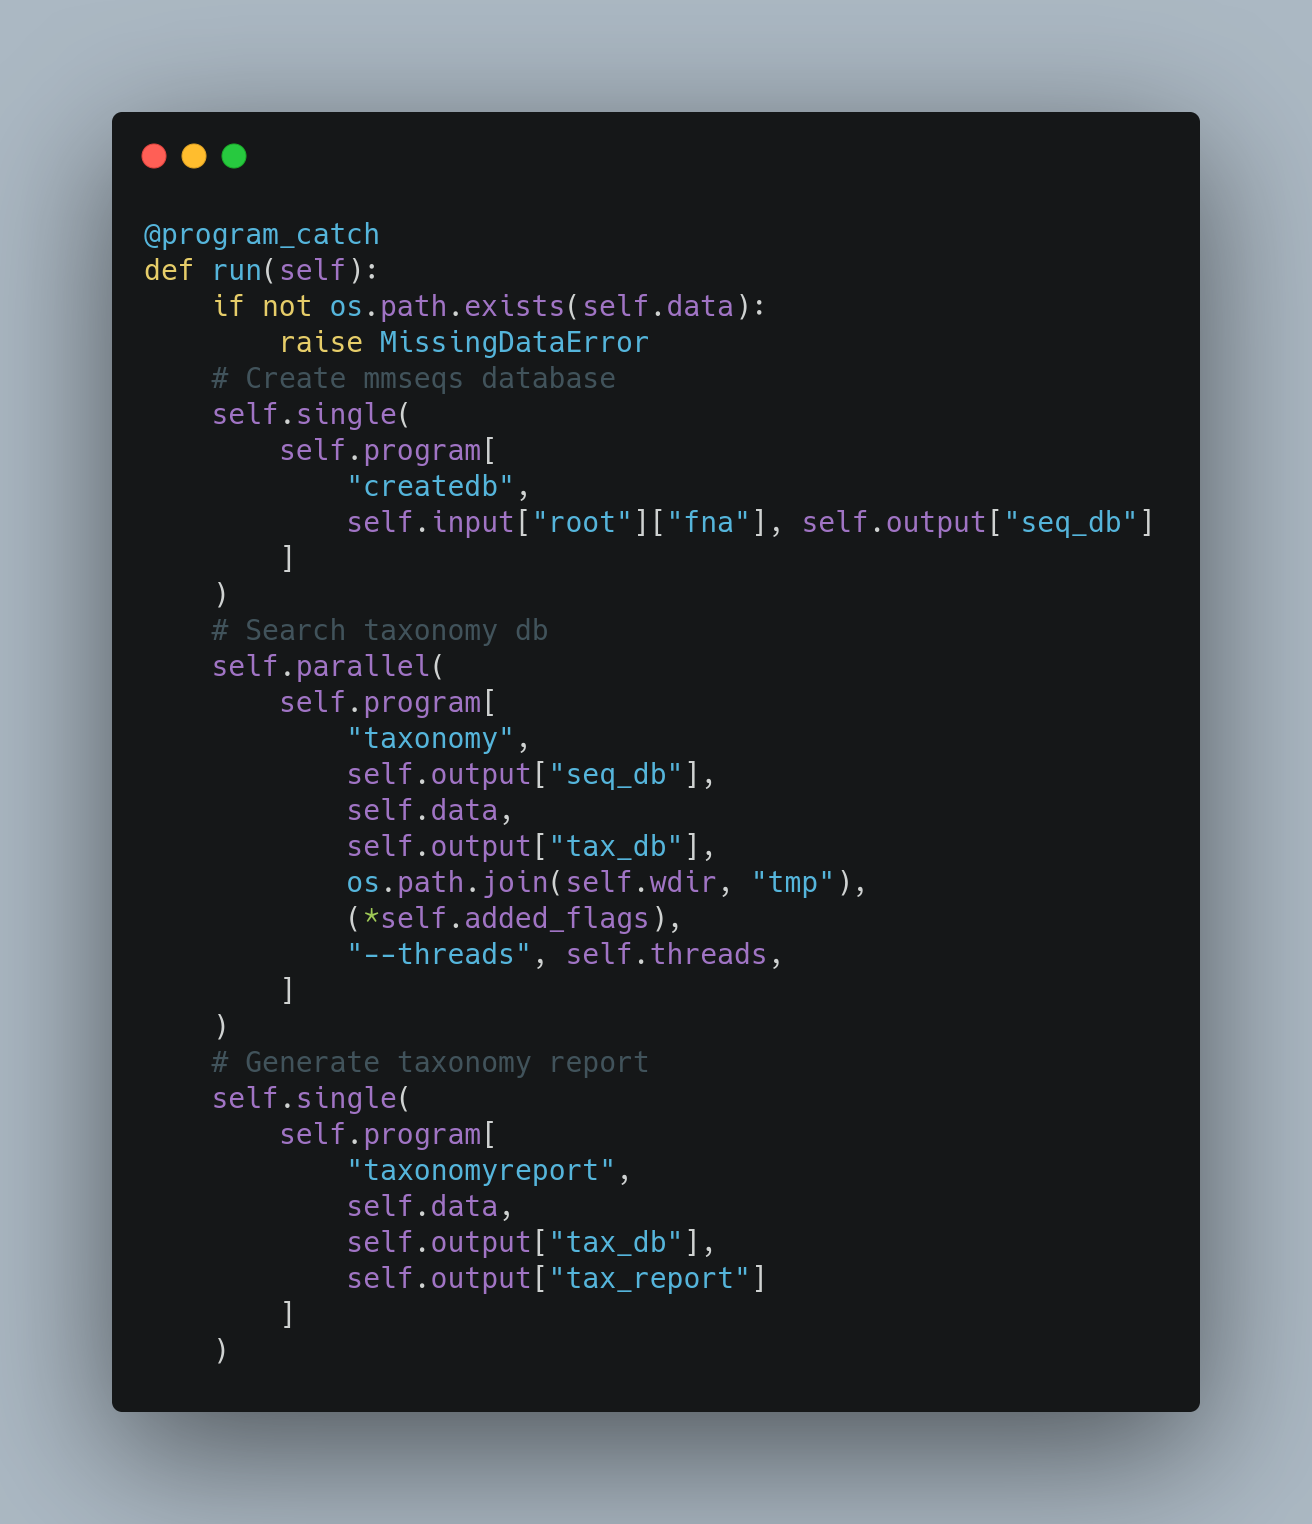 @program_catch
def run(self):
    if not os.path.exists(self.data):
        raise MissingDataError
    # Create mmseqs database
    self.single(
        self.program[
            "createdb",
            self.input["root"]["fna"], self.output["seq_db"]
        ]
    )
    # Search taxonomy db
    self.parallel(
        self.program[
            "taxonomy",
            self.output["seq_db"],
            self.data,
            self.output["tax_db"],
            os.path.join(self.wdir, "tmp"),
            (*self.added_flags),
            "--threads", self.threads,
        ]
    )
    # Generate taxonomy report
    self.single(
        self.program[
            "taxonomyreport",
            self.data,
            self.output["tax_db"],
            self.output["tax_report"]
        ]
    )